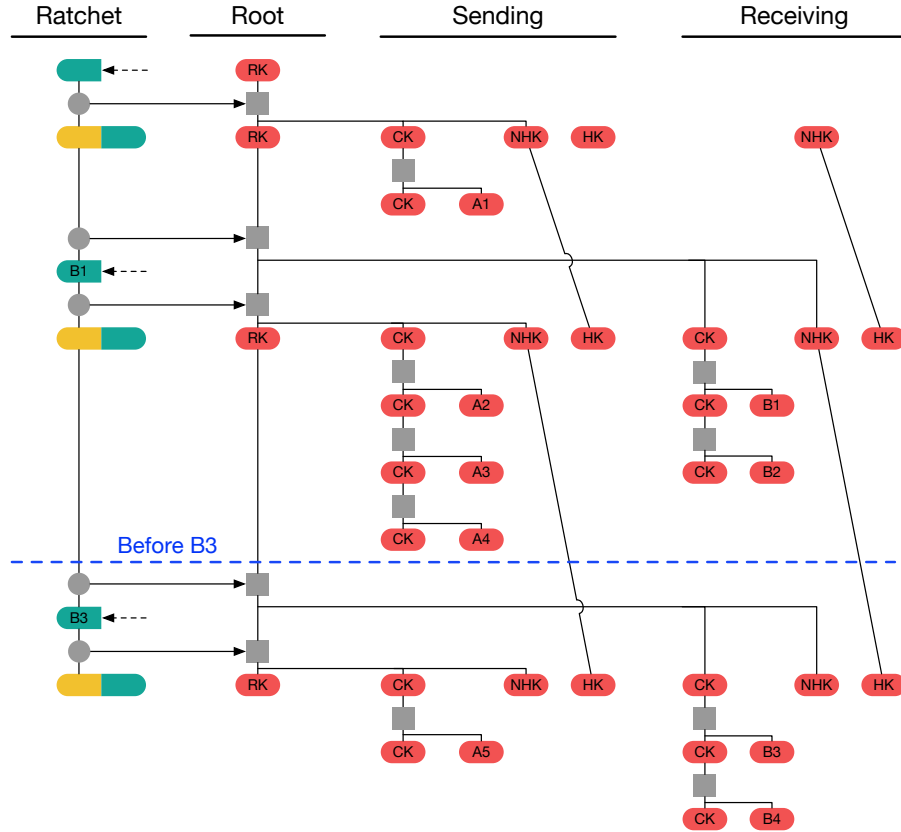 Ratchet Root Sending Receiving
RK
RK CK NHK HK NHK
CK A1
B1
RK CK NHK HK CK NHK HK
CK A2 CK B1
CK A3 CK B2
CK A4
Before B3
B3
RK CK NHK HK CK NHK HK
CK A5 CK B3
CK B4